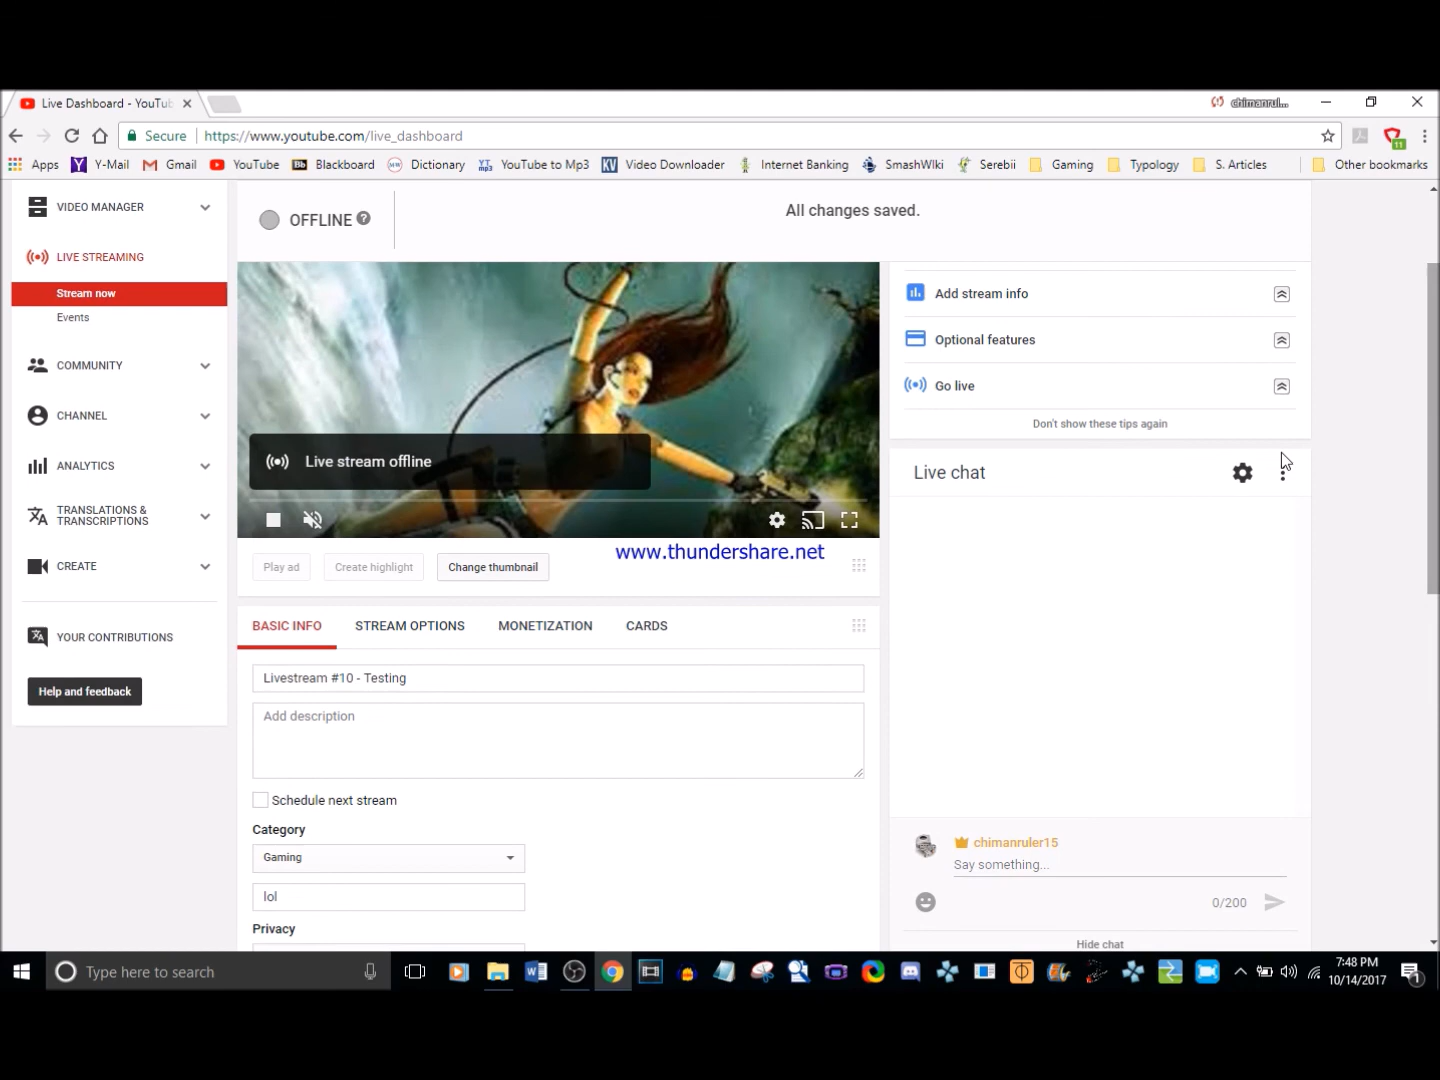 Live Dashboard - YouTub
chimanrul...
Secure https://www.youtube.com/live_dashboard
11
Apps Y-Mail Gmail YouTube Blackboard Dictionary YouTube to Mp3 Video Downloader Internet Banking SmashWIki Serebii Gaming Typology S. Articles Other bookmarks
VIDEO MANAGER
LIVE STREAMING
Stream now
Events
COMMUNITY
CHANNEL
ANALYTICS
TRANSLATIONS &
TRANSCRIPTIONS
CREATE
YOUR CONTRIBUTIONS
Help and feedback
OFFLINE ?
All changes saved.
Live stream offline
www.thundershare.net
Play ad Create highlight Change thumbnail
BASIC INFO STREAM OPTIONS MONETIZATION CARDS
Livestream #10 - Testing
Add description
Schedule next stream
Category
Gaming
lol
Privacy
Add stream info
Optional features
Go live
Don't show these tips again
Live chat
chimanruler15
Say something...
0/200
Hide chat
Type here to search
7:48 PM
10/14/2017
1